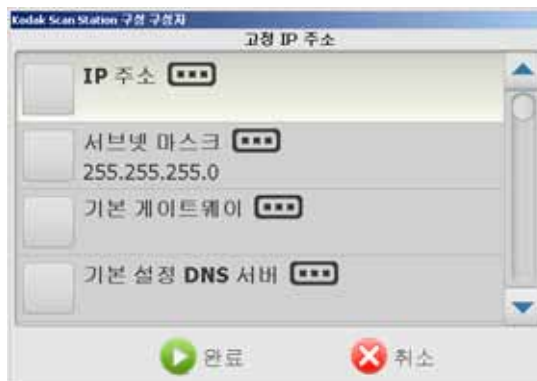 Kodak Scan Station 구성 구성자
고정 IP 주소
IP 주소
서브넷 마스크
255.255.255.0
기본 게이트웨이
기본 설정 DNS 서버
완료
취소